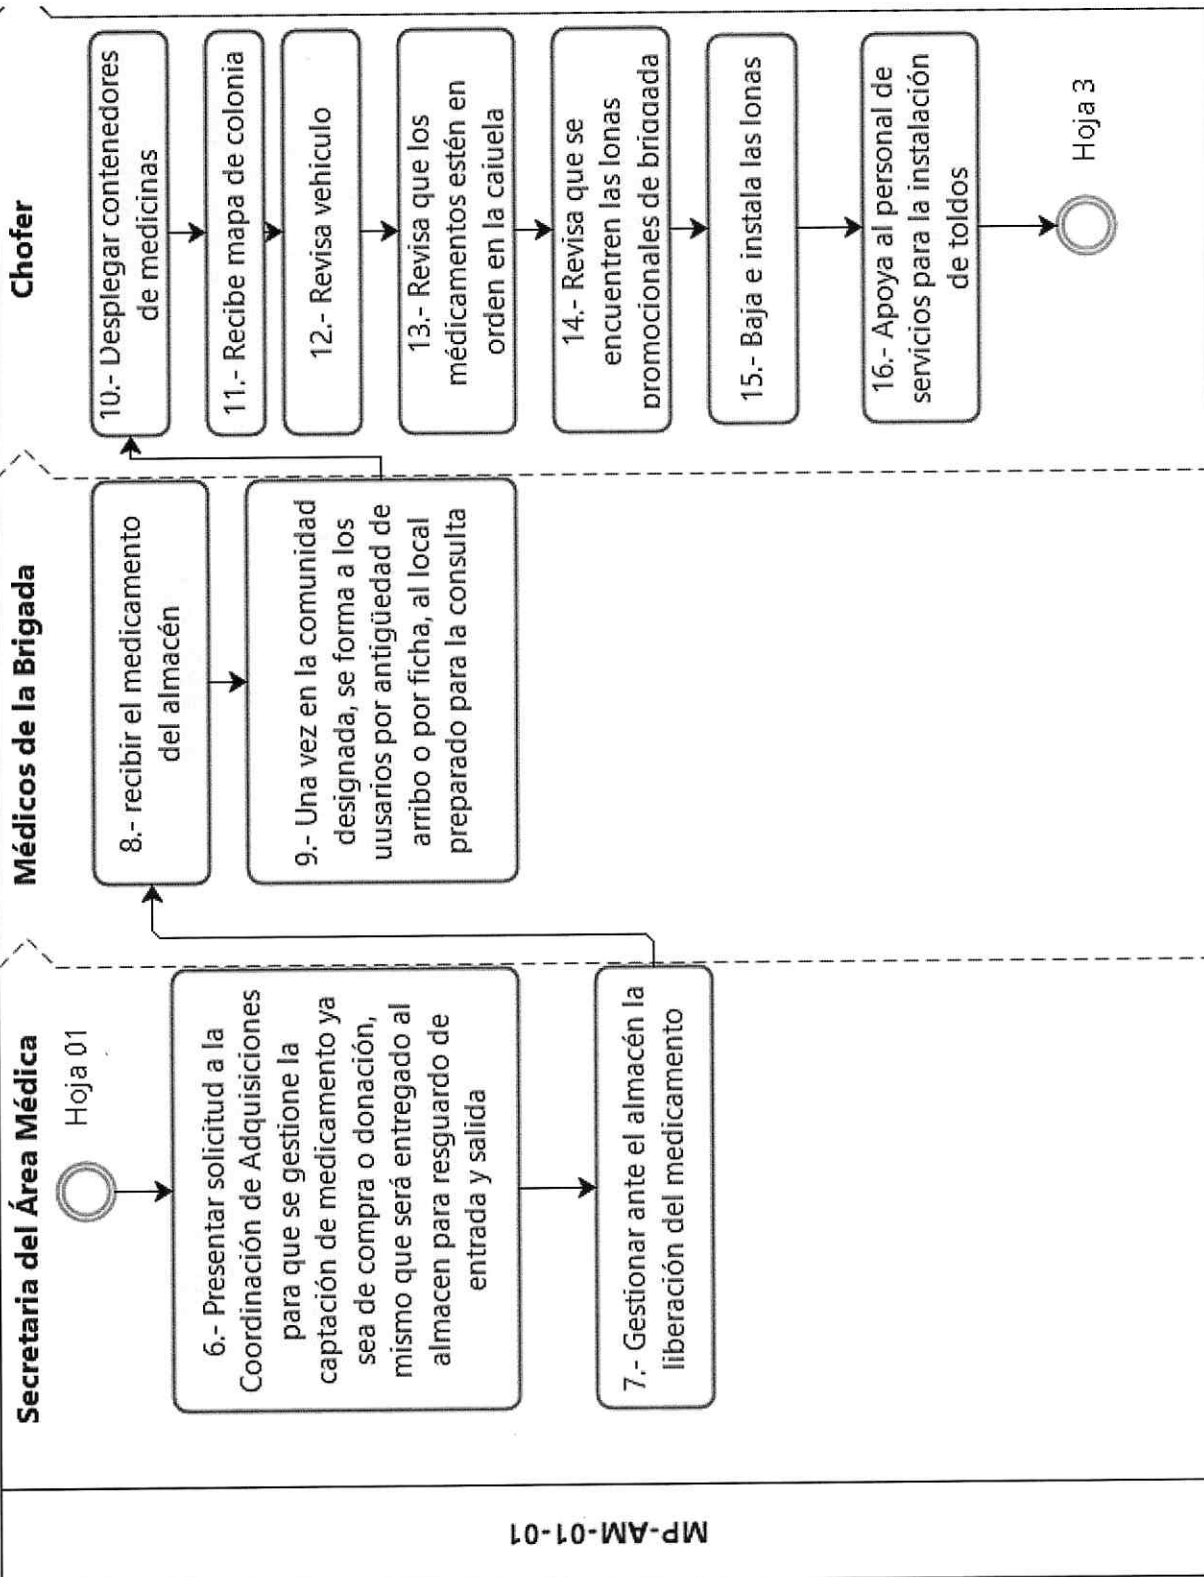 MP-AM-01-01
Secretaria del Área Médica
Hoja 01
6.- Presentar solicitud a la
Coordinación de Adquisiciones
para que se gestione la
captación de medicamento ya
sea de compra o donación,
mismo que será entregado al
almacen para resguardo de
entrada y salida
7.- Gestionar ante el almacén la
liberación del medicamento
Médicos de la Brigada
8.- recibir el medicamento
del almacén
9.- Una vez en la comunidad
designada, se forma a los
uusarios por antigüedad de
arribo o por ficha, al local
preparado para la consulta
Chofer
10.- Desplegar contenedores
de medicinas
11.- Recibe mapa de colonia
12.- Revisa vehiculo
13.- Revisa que los
médicamentos estén en
orden en la cajuela
14.- Revisa que se
encuentren las lonas
promocionales de brigada
15.- Baja e instala las lonas
16.- Apoya al personal de
servicios para la instalación
de toldos
Hoja 3